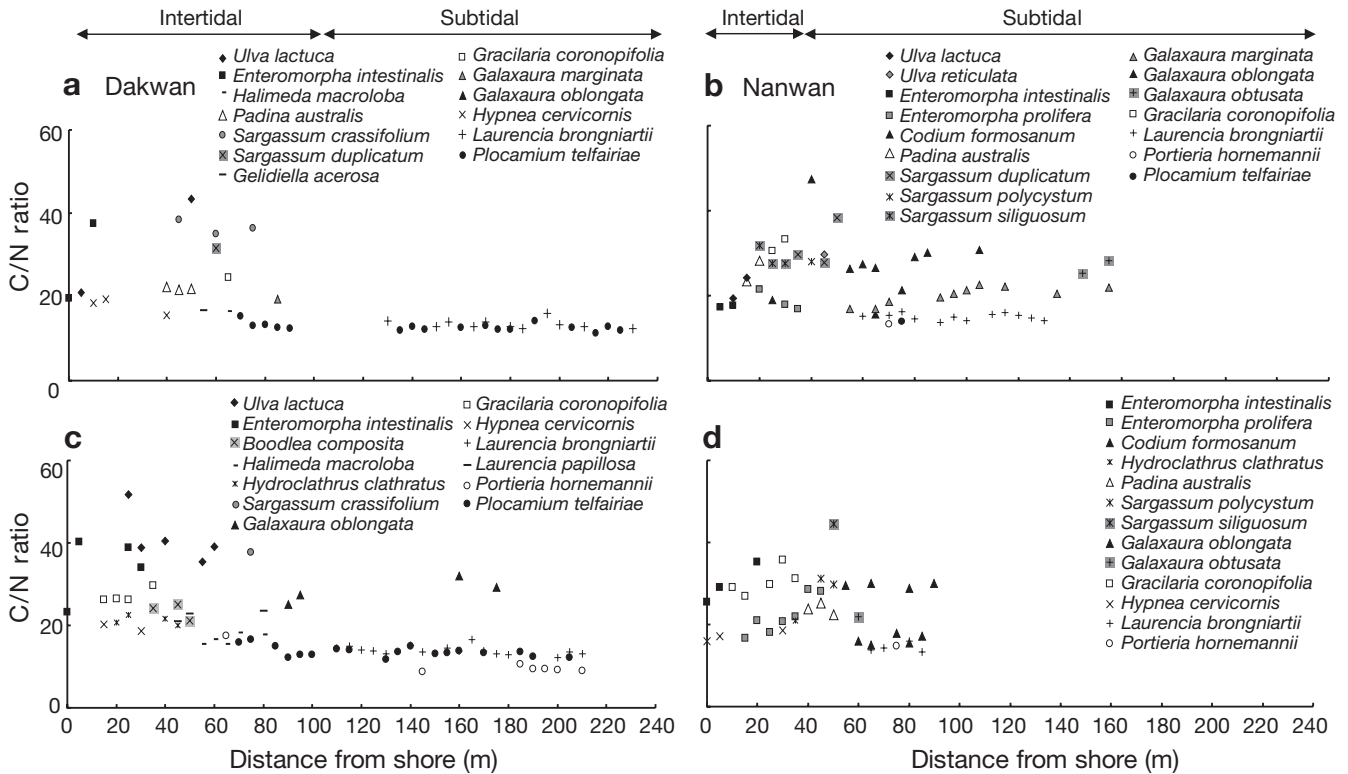 Intertidal Subtidal
Intertidal Subtidal
a Dakwan
Ulva lactuca
Enteromorpha intestinalis
Halimeda macroloba
Padina australis
Sargassum crassifolium
Sargassum duplicatum
Gelidiella acerosa
Gracilaria coronopifolia
Galaxaura marginata
Galaxaura oblongata
Hypnea cervicornis
Laurencia brongniartii
Plocamium telfairiae
60
40
20
0
C/N ratio
b Nanwan
Ulva lactuca
Ulva reticulata
Enteromorpha intestinalis
Enteromorpha prolifera
Codium formosanum
Padina australis
Sargassum duplicatum
Sargassum polycystum
Sargassum siliguosum
Galaxaura marginata
Galaxaura oblongata
Galaxaura obtusata
Gracilaria coronopifolia
Laurencia brongniartii
Portieria hornemannii
Plocamium telfairiae
c
Ulva lactuca
Enteromorpha intestinalis
Boodlea composita
Halimeda macroloba
Hydroclathrus clathratus
Sargassum crassifolium
Galaxaura oblongata
Gracilaria coronopifolia
Hypnea cervicornis
Laurencia brongniartii
Laurencia papillosa
Portieria hornemannii
Plocamium telfairiae
60
40
20
0
C/N ratio
0 20 40 60 80 100 120 140 160 180 200 220 240
Distance from shore (m)
d
Enteromorpha intestinalis
Enteromorpha prolifera
Codium formosanum
Hydroclathrus clathratus
Padina australis
Sargassum polycystum
Sargassum siliguosum
Galaxaura oblongata
Galaxaura obtusata
Gracilaria coronopifolia
Hypnea cervicornis
Laurencia brongniartii
Portieria hornemannii
0 20 40 60 80 100 120 140 160 180 200 220 240
Distance from shore (m)